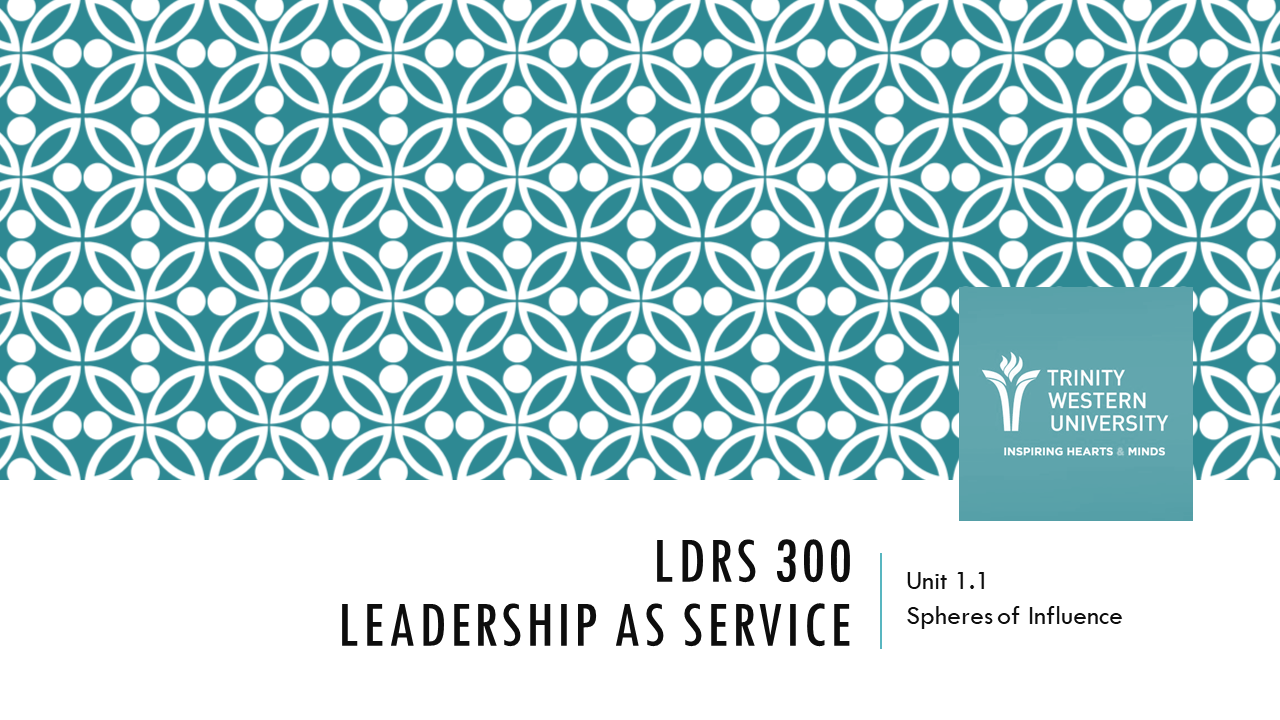 TRINITY
WESTERN
UNIVERSITY
INSPIRING HEARTS & MINDS
LDRS 300
LEADERSHIP AS SERVICE
Unit 1.1
Spheres of Influence